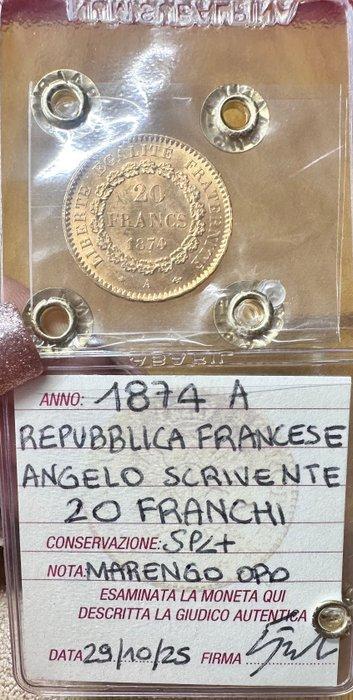 LIBERTE EGALITE FRATERNITE
20
FRANCS
1874
A
ANNO: 1874 A
REPUBBLICA FRANCESE
ANGELO SCRIVENTE
20 FRANCHI
CONSERVAZIONE: SPL+
NOTA: MARENGO ORO
ESAMINATA LA MONETA QUI
DESCRITTA LA GIUDICO AUTENTICA
DATA 29/10/25 FIRMA